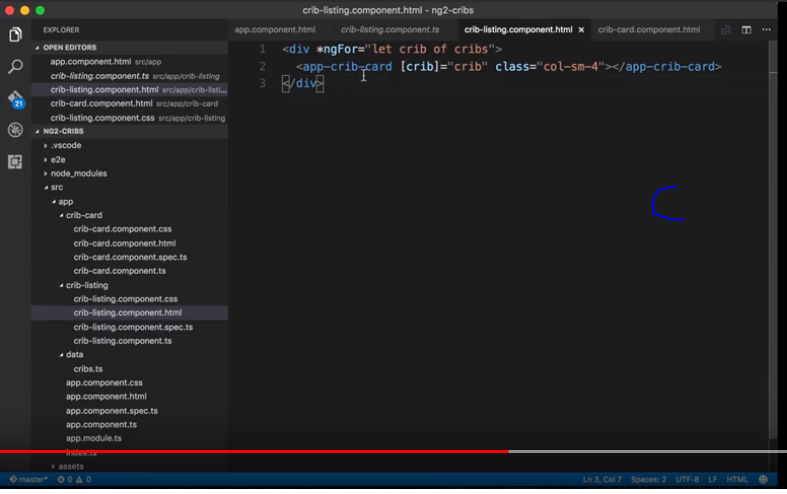 crib-listing.component.html - ng2-cribs
EXPLORER
app.component.html crib-listing.component.ts crib-listing.component.html × crib-card.component.html
OPEN EDITORS
app.component.html src/app
crib-listing.component.ts src/app/crib-listing
crib-listing.component.html src/app/crib-listi...
crib-card.component.html src/app/crib-card
crib-listing.component.css src/app/crib-listing
21
NG2-CRIBS
.vscode
e2e
node_modules
src
app
crib-card
crib-card.component.css
crib-card.component.html
crib-card.component.spec.ts
crib-card.component.ts
crib-listing
crib-listing.component.css
crib-listing.component.html
crib-listing.component.spec.ts
crib-listing.component.ts
data
cribs.ts
app.component.css
app.component.html
app.component.spec.ts
app.component.ts
app.module.ts
index.ts
assets
1 <div *ngFor="let crib of cribs">
2 <app-crib-card [crib]="crib" class="col-sm-4"></app-crib-card>
3 </div>
master* 0 0 Ln 3, Col 7 Spaces: 2 UTF-8 LF HTML